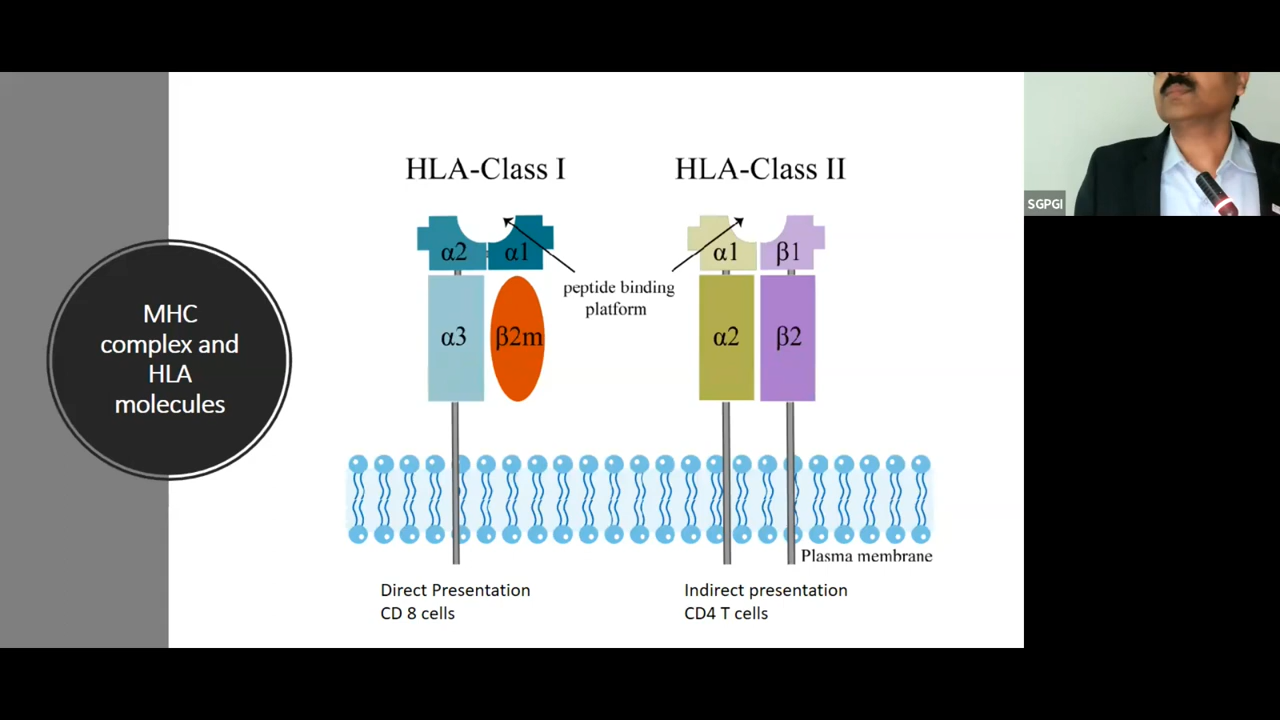 SGPGI
MHC
complex and
HLA
molecules
HLA-Class I
HLA-Class II
α2
α1
α1
β1
peptide binding
platform
α3
β2m
α2
β2
Plasma membrane
Direct Presentation
CD 8 cells
Indirect presentation
CD4 T cells